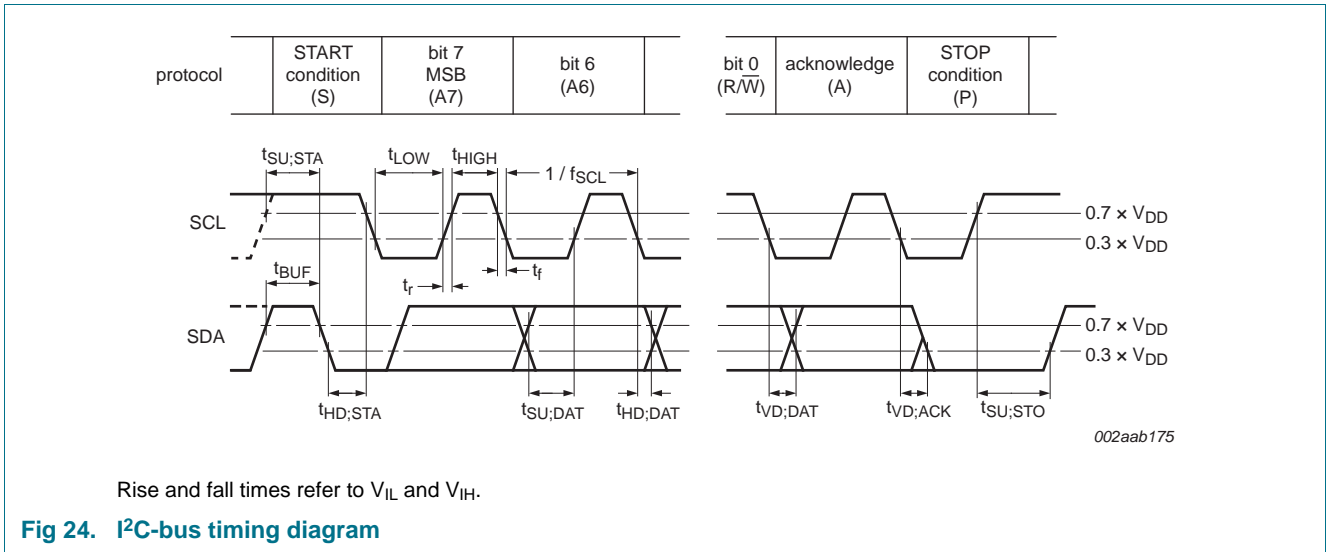 protocol
START
condition
(S)
bit 7
MSB
(A7)
bit 6
(A6)
bit 0
(R/W̅)
acknowledge
(A)
STOP
condition
(P)
tSU;STA
tLOW
tHIGH
1 / fSCL
SCL
0.7 × VDD
0.3 × VDD
tBUF
tr
tf
SDA
0.7 × VDD
0.3 × VDD
tHD;STA
tSU;DAT
tHD;DAT
tVD;DAT
tVD;ACK
tSU;STO
002aab175
Rise and fall times refer to VIL and VIH.
Fig 24. I²C-bus timing diagram